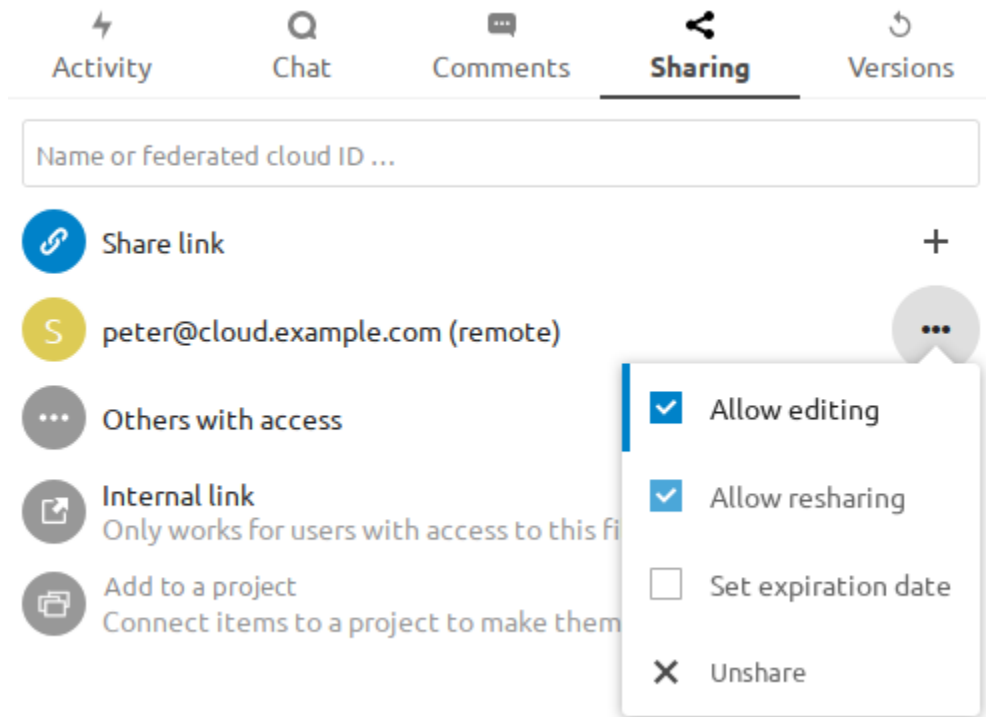 Activity
Chat
Comments
Sharing
Versions
Name or federated cloud ID ...
Share link
S
peter@cloud.example.com (remote)
Others with access
Allow editing
Internal link
Allow resharing
Only works for users with access to this fi
Add to a project
Set expiration date
Connect items to a project to make them
Unshare